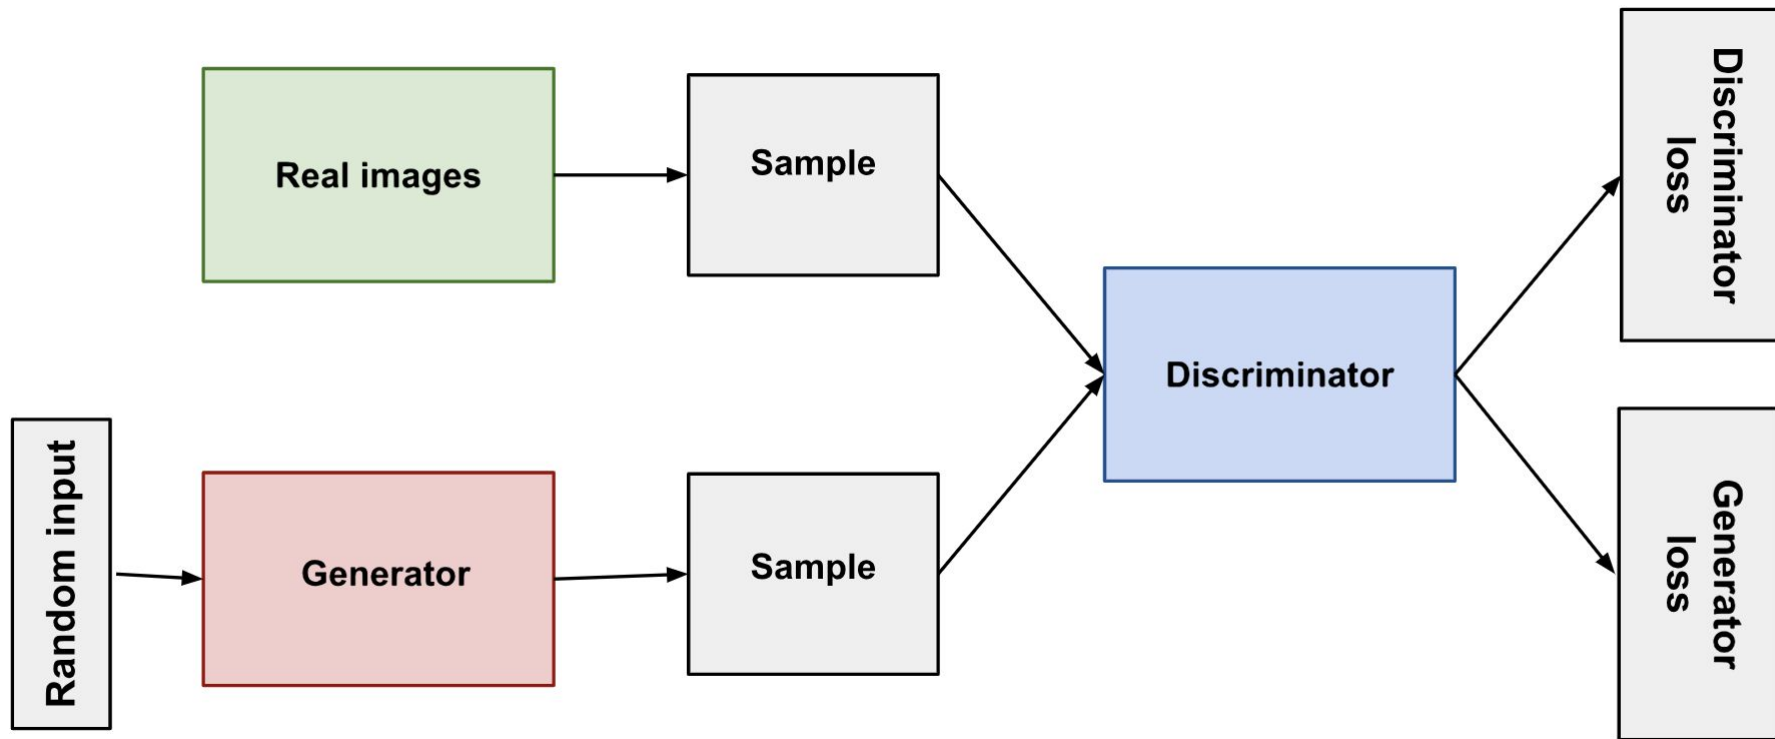 Real images
Sample
Discriminator
loss
Discriminator
Random input
Generator
Sample
Generator
loss